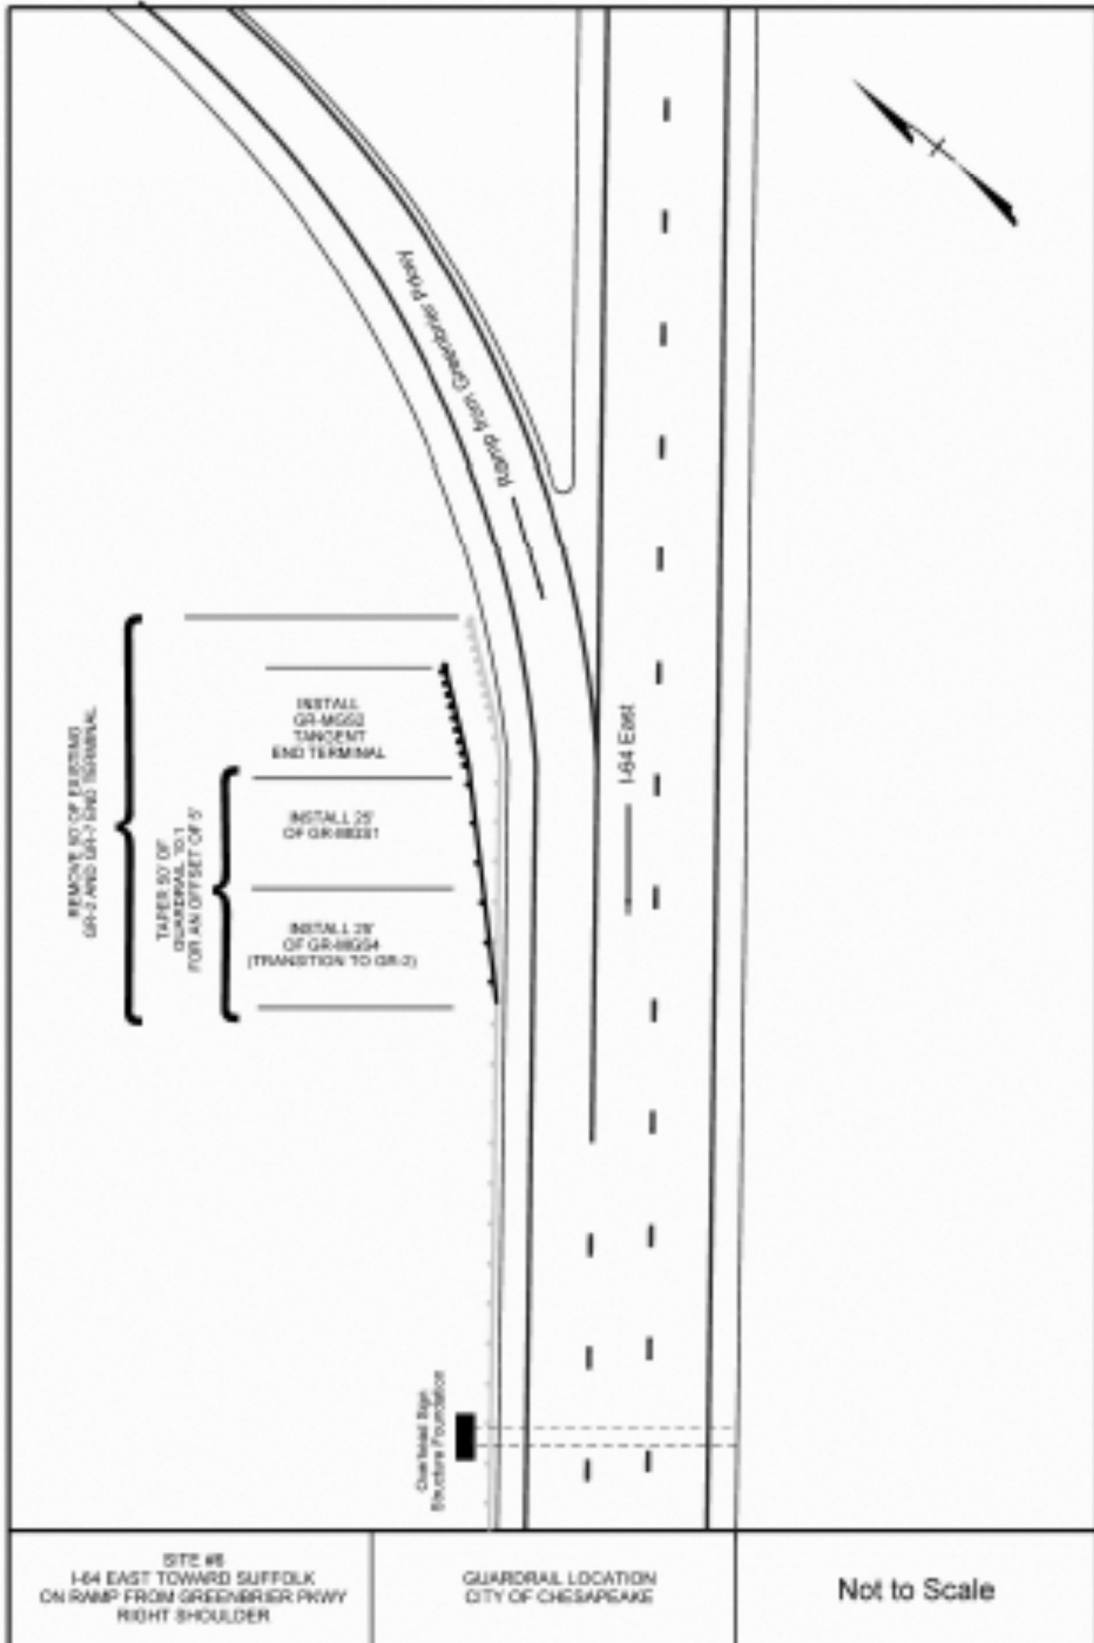 Ramp from Greenbrier Pkwy
I-64 East
REMOVE 90' OF EXISTING
GR-2 AND GR-7 END TERMINAL
TAPER 50' OF
GUARDRAIL 10:1
FOR AN OFFSET OF 5'
INSTALL
GR-MGS2
TANGENT
END TERMINAL
INSTALL 25'
OF GR-MGS1
INSTALL 25'
OF GR-MGS4
(TRANSITION TO GR-2)
Overhead Sign
Structure Foundation
SITE #6
I-64 EAST TOWARD SUFFOLK
ON RAMP FROM GREENBRIER PKWY
RIGHT SHOULDER
GUARDRAIL LOCATION
CITY OF CHESAPEAKE
Not to Scale